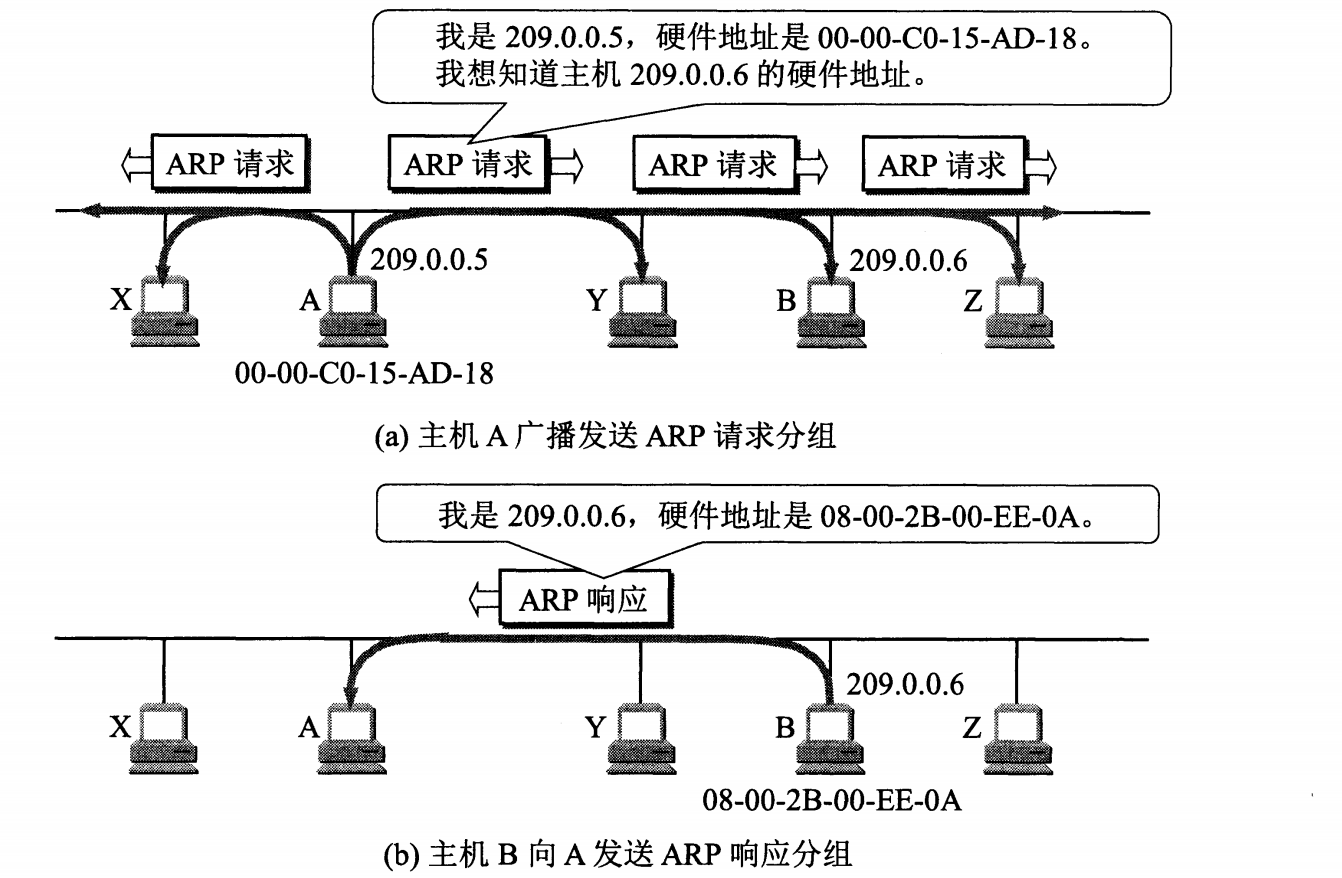 我是 209.0.0.5，硬件地址是 00-00-C0-15-AD-18。
我想知道主机 209.0.0.6 的硬件地址。
ARP 请求
ARP 请求
ARP 请求
ARP 请求
209.0.0.5
209.0.0.6
X
A
Y
B
Z
00-00-C0-15-AD-18
(a) 主机 A 广播发送 ARP 请求分组
我是 209.0.0.6，硬件地址是 08-00-2B-00-EE-0A。
ARP 响应
209.0.0.6
X
A
Y
B
Z
08-00-2B-00-EE-0A
(b) 主机 B 向 A 发送 ARP 响应分组